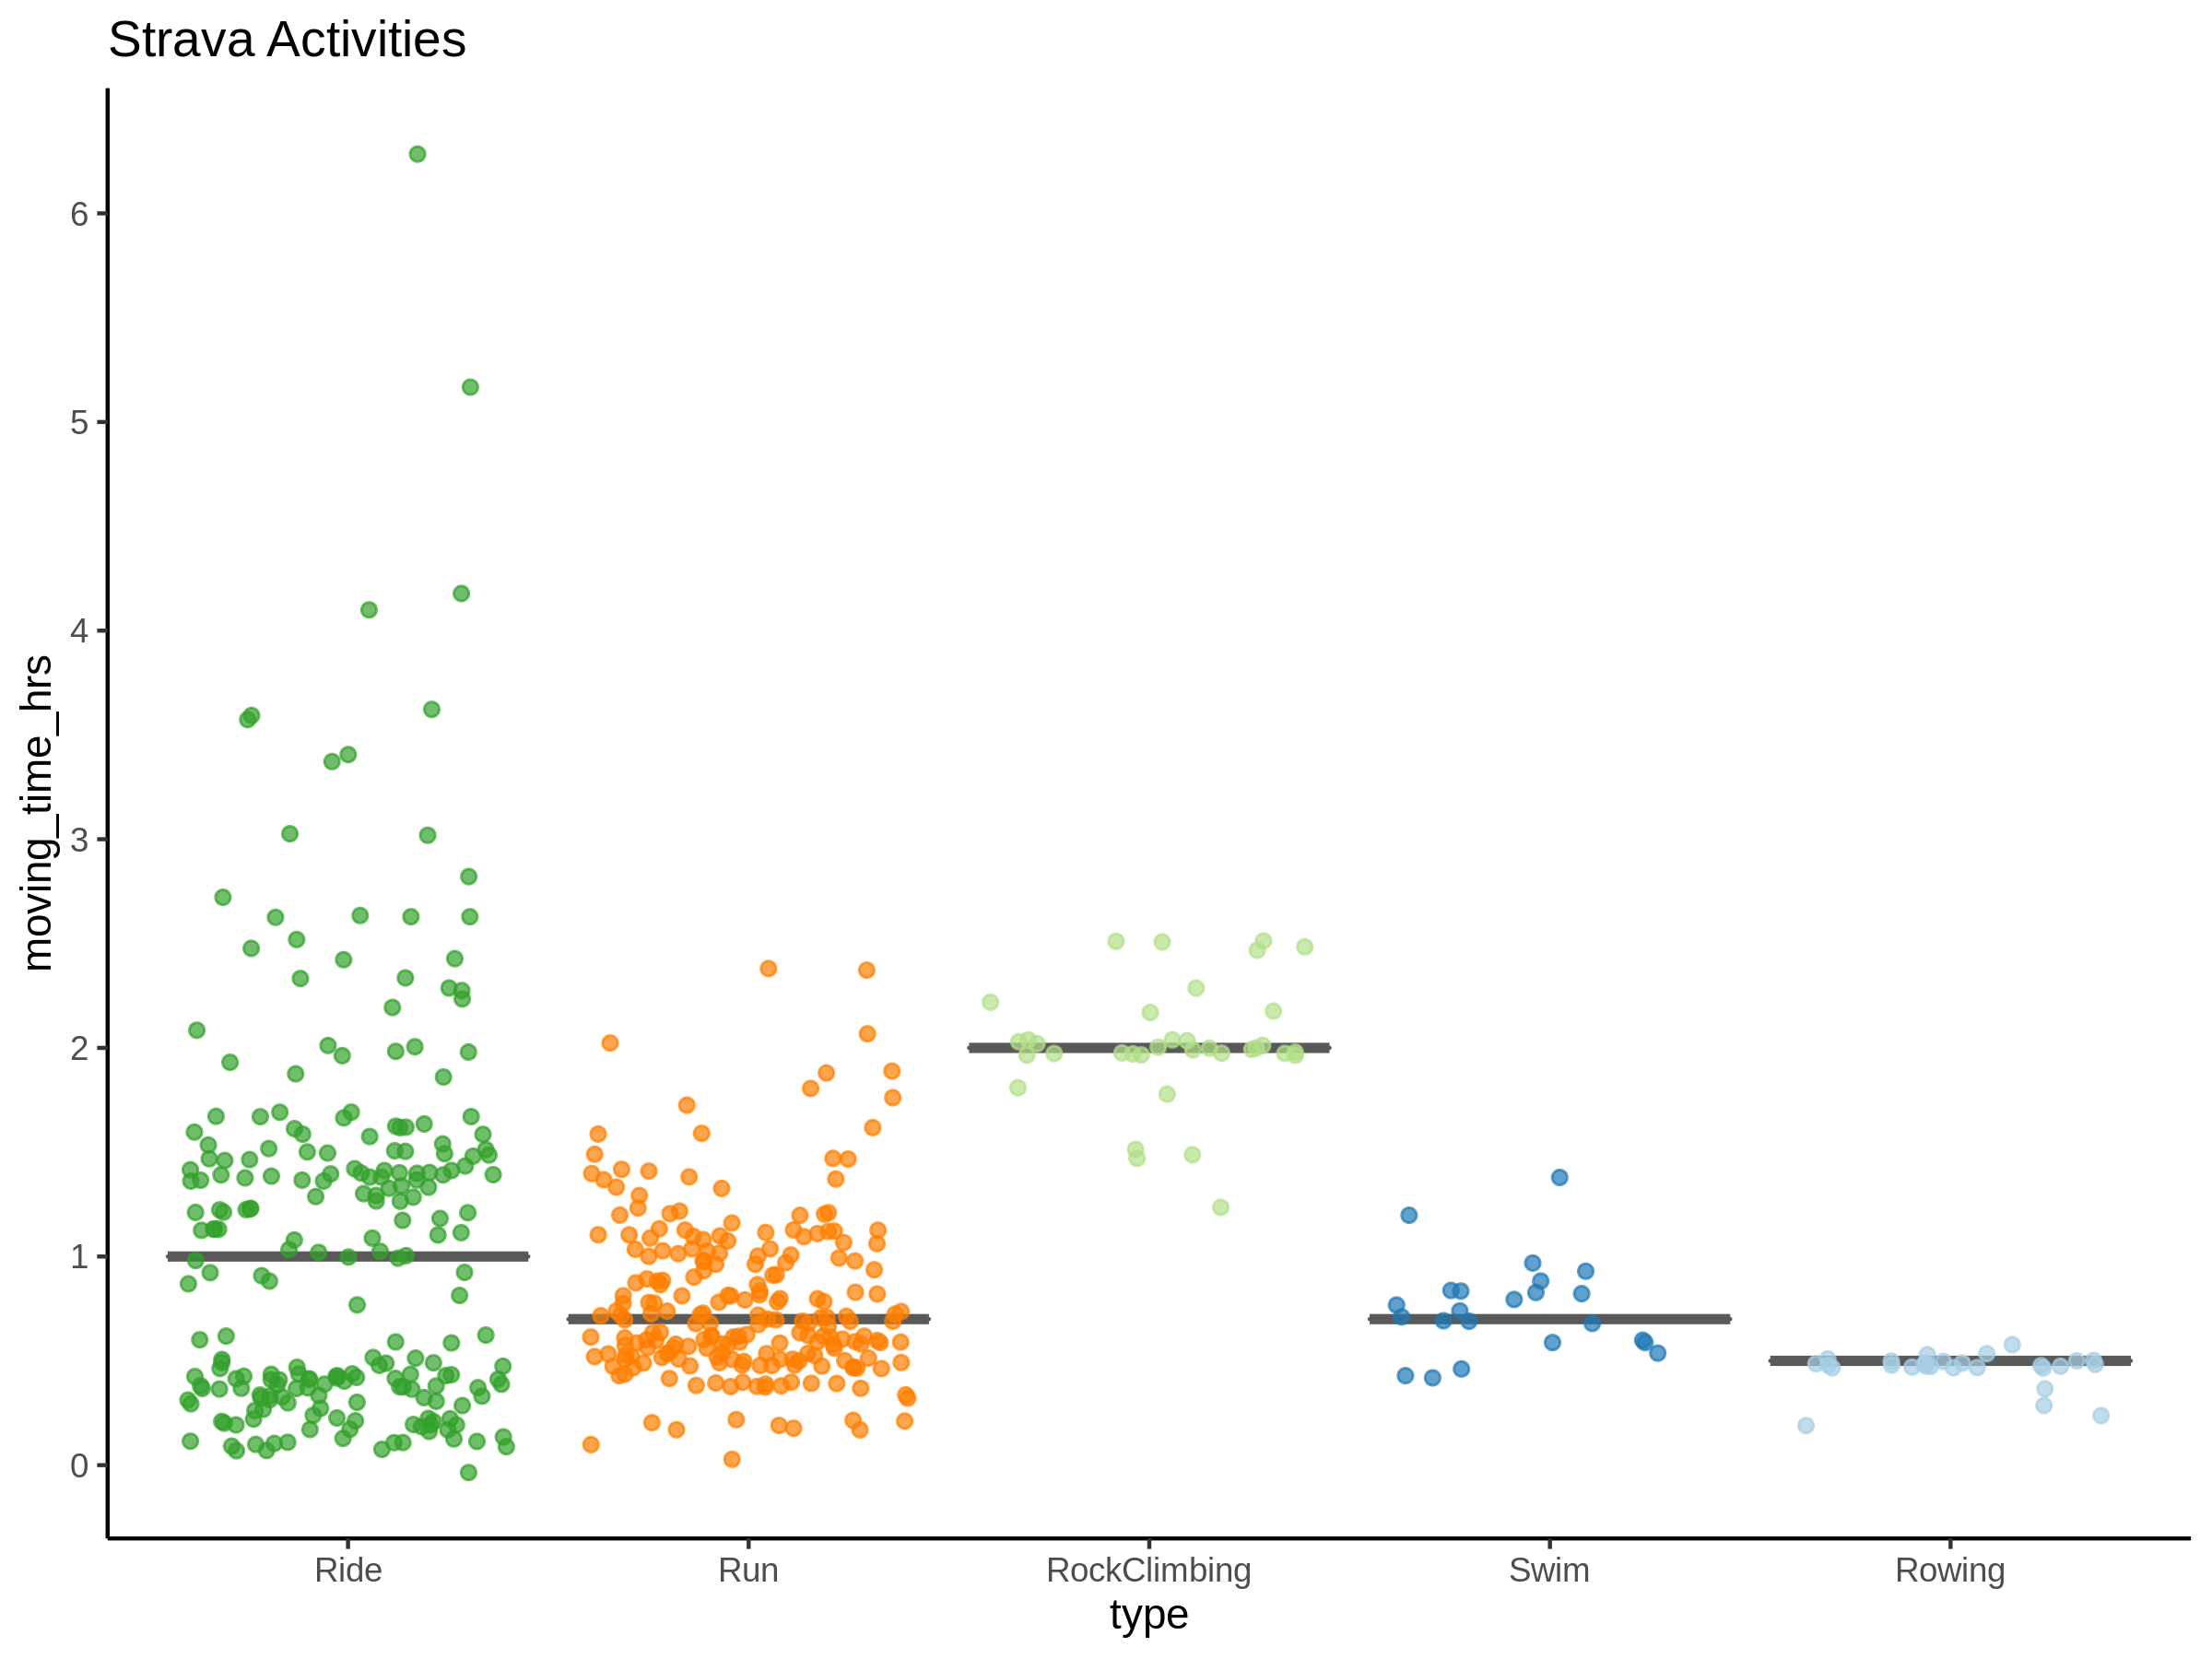 Strava Activities
moving_time_hrs
6
5
4
3
2
1
0
Ride Run RockClimbing Swim Rowing
type